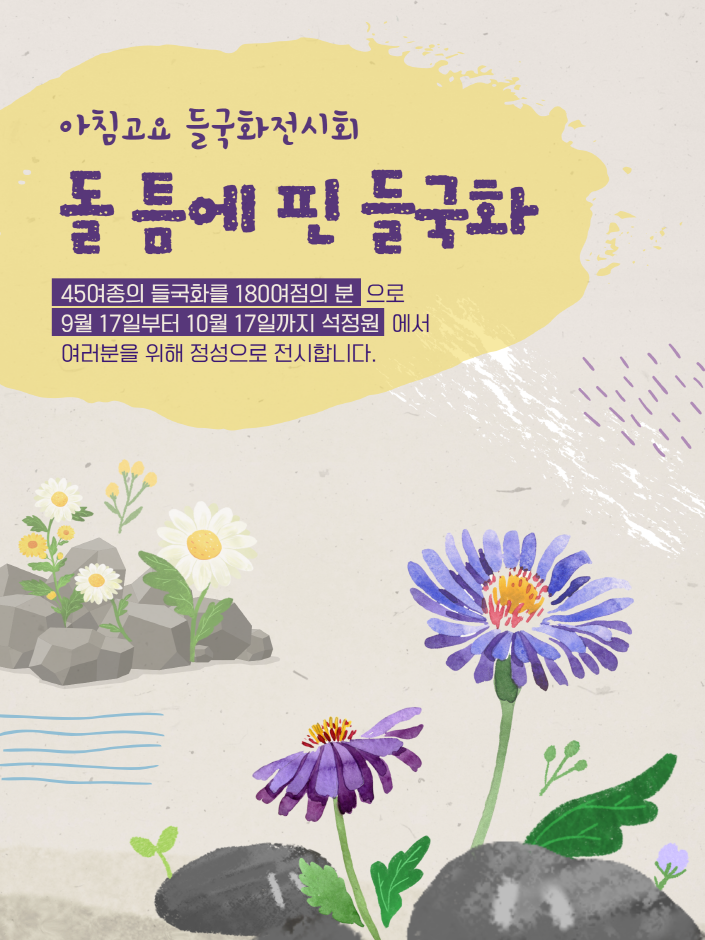 아침고요 들국화전시회
돌 틈에 핀 들국화
45여종의 들국화를 1800여점의 분 으로
9월 17일부터 10월 17일까지 석정원 에서
여러분을 위해 정성으로 전시합니다.